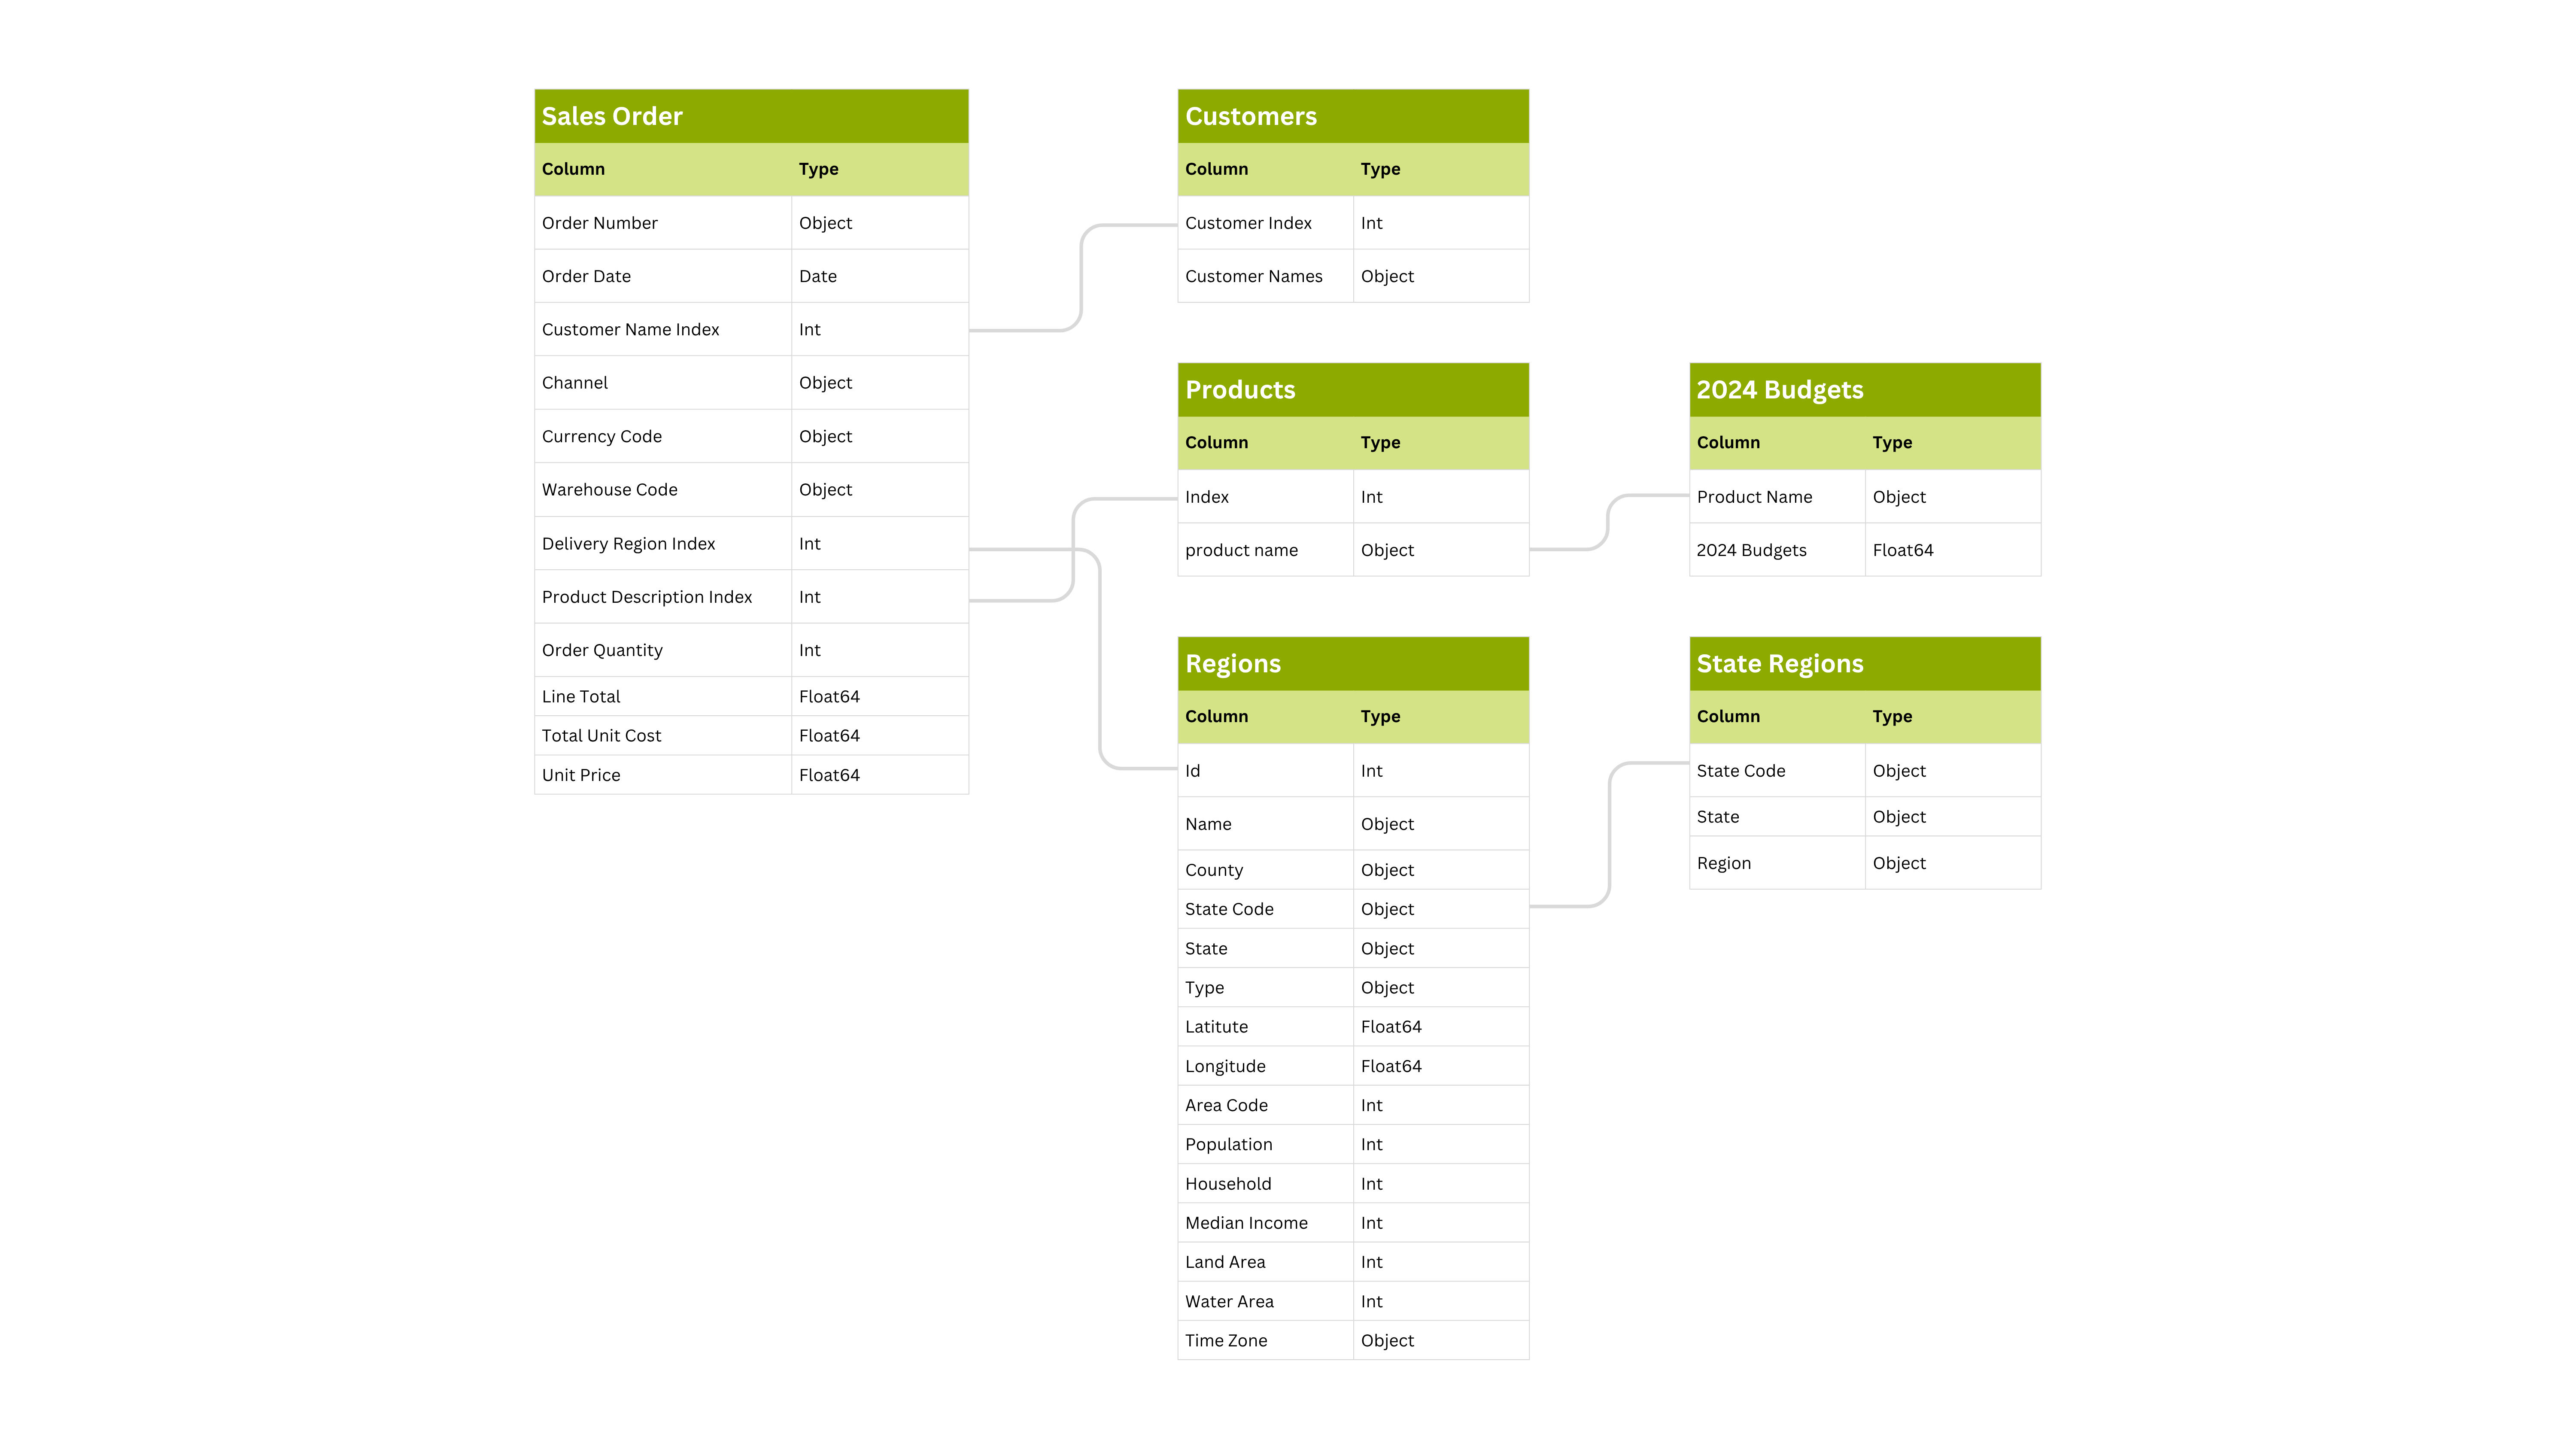 Sales Order
Column Type
Order Number Object
Order Date Date
Customer Name Index Int
Channel Object
Currency Code Object
Warehouse Code Object
Delivery Region Index Int
Product Description Index Int
Order Quantity Int
Line Total Float64
Total Unit Cost Float64
Unit Price Float64
Customers
Column Type
Customer Index Int
Customer Names Object
Products
Column Type
Index Int
product name Object
2024 Budgets
Column Type
Product Name Object
2024 Budgets Float64
Regions
Column Type
Id Int
Name Object
County Object
State Code Object
State Object
Type Object
Latitute Float64
Longitude Float64
Area Code Int
Population Int
Household Int
Median Income Int
Land Area Int
Water Area Int
Time Zone Object
State Regions
Column Type
State Code Object
State Object
Region Object